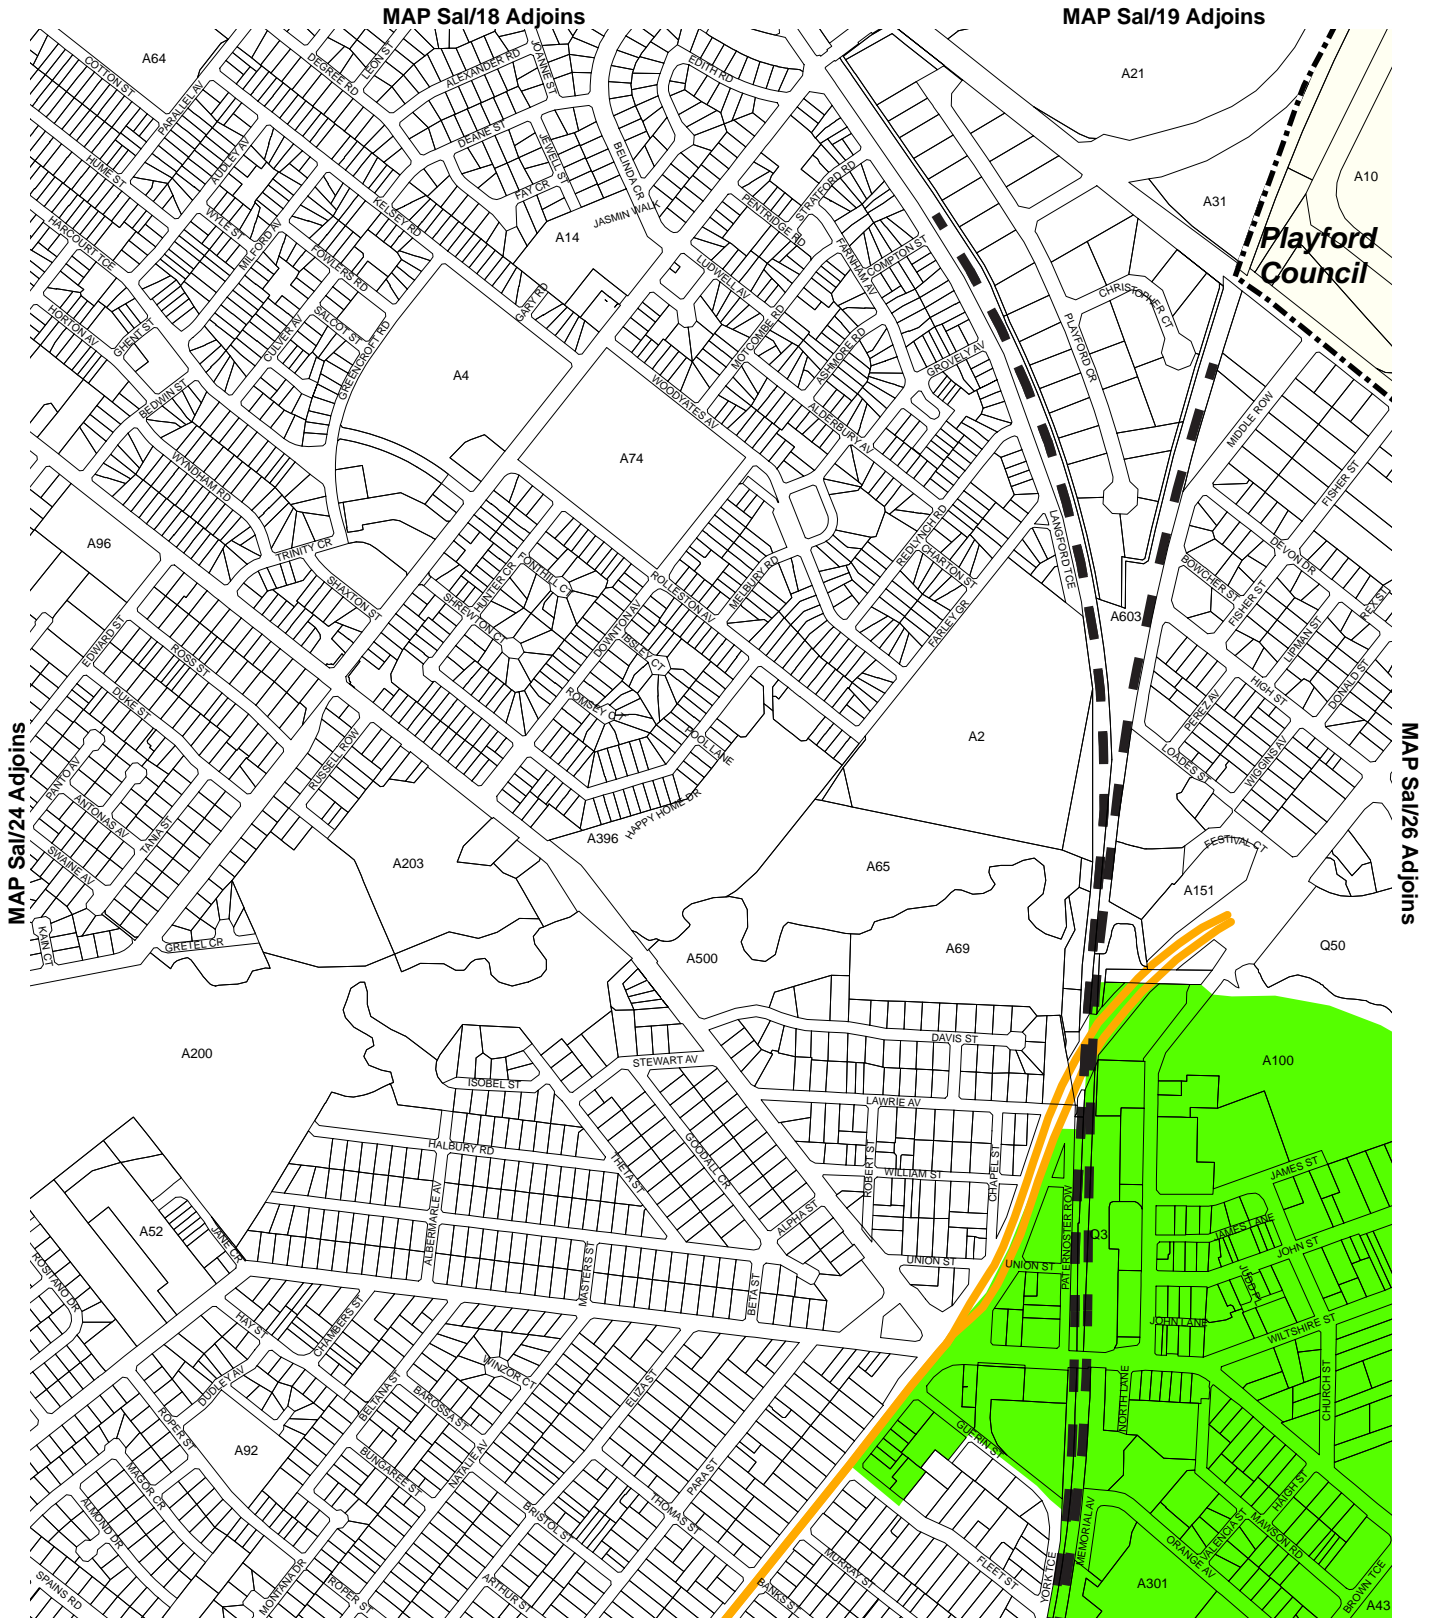 MAP Sal/18 Adjoins
MAP Sal/19 Adjoins
MAP Sal/24 Adjoins
MAP Sal/26 Adjoins
A64
COTTON ST
PARALLEL AV
DEGREE RD
LEON ST
ALEXANDER RD
JOANNE ST
EDITH RD
A21
HUME ST
AUDLEY AV
DEANE ST
JEWELL ST
BELINDA CR
FAY CR
JASMIN WALK
A14
PENTRIDGE RD
STRATFORD RD
A31
A10
Playford
Council
HARCOURT TCE
WYLE ST
MILFORD AV
KELSEY RD
FOWLERS RD
LUDWELL AV
FARNHAM AV
COMPTON ST
CHRISTOPHER CT
HORTON AV
GHENT ST
CULVER AV
SALCOT ST
GREENCROFT RD
GARY RD
MOTCOMBE RD
ASHMORE RD
GROVELY AV
PLAYFORD CR
A4
BEDWIN ST
WOODYATES AV
ALDERBURY AV
MIDDLE ROW
A74
WYNDHAM RD
FISHER ST
A96
TRINITY CR
SHAXTON ST
HUNTER CR
FONTHILL CT
SHREWTON CT
ROLLESTON AV
MELBURY RD
REDLYNCH RD
CHARTON ST
LANGFORD TCE
DEVON DR
BOWCHER ST
FISHER ST
REX ST
A603
EDWARD ST
ROSS ST
DUKE ST
DOWNTON AV
IBSLEY CT
ROMSEY CT
FARLEY GR
LIPMAN ST
HIGH ST
DONALD ST
PEREZ AV
A2
POOL LANE
RUSSELL ROW
LOADES ST
WIGGINS AV
PANTO AV
ANTONAS AV
TANIA ST
SWAINE AV
HAPPY HOME DR
A396
A203
A65
FESTIVAL CT
A151
KAIN CT
GRETEL CR
A500
A69
Q50
A200
DAVIS ST
STEWART AV
ISOBEL ST
LAWRIE AV
A100
HALBURY RD
THETA ST
GOODALL CR
ROBERT ST
WILLIAM ST
CHAPEL ST
JAMES ST
ALBERMARLE AV
ALPHA ST
PATERNOSTER ROW
Q3
JAMES LANE
JOHN ST
A52
JANE CR
ROSITANO DR
MASTERS ST
BETA ST
UNION ST
UNION ST
JUDD PL
JOHN LANE
WILTSHIRE ST
HAY ST
CHAMBERS ST
WINZOR CT
DUDLEY AV
BELTANA ST
BAROSSA ST
ELIZA ST
NORTH LANE
CHURCH ST
ROPER ST
A92
MAGOR CR
BUNGAREE ST
NATALIE AV
PARA ST
GUERIN ST
ALMOND DR
BRISTOL ST
THOMAS ST
HAIGH ST
MAWSON RD
VALENCIA ST
ORANGE AV
MEMORIAL AV
YORK TCE
SPAINS RD
MONTANA DR
ROPER ST
ARTHUR ST
BANKS ST
MURRAY ST
FLEET ST
A301
BROWN TCE
A43